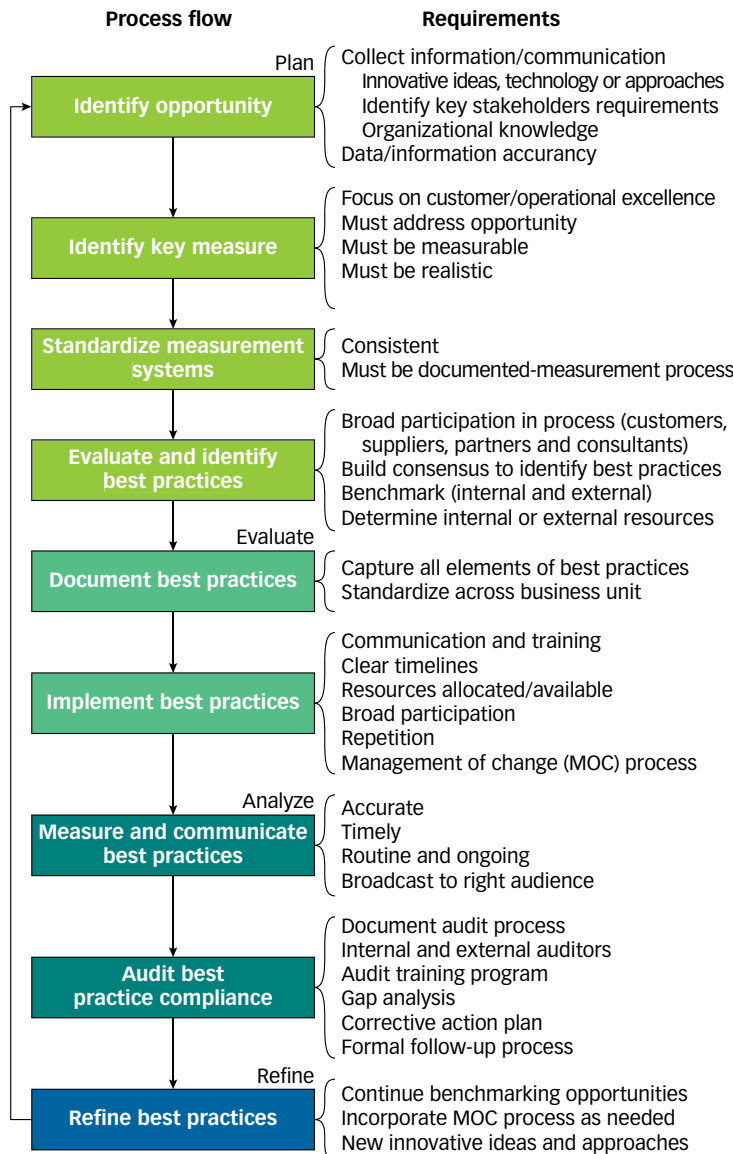 Process flow
Requirements
Plan
Identify opportunity
Collect information/communication
Innovative ideas, technology or approaches
Identify key stakeholders requirements
Organizational knowledge
Data/information accurancy
Identify key measure
Focus on customer/operational excellence
Must address opportunity
Must be measurable
Must be realistic
Standardize measurement
systems
Consistent
Must be documented-measurement process
Evaluate and identify
best practices
Broad participation in process (customers,
suppliers, partners and consultants)
Build consensus to identify best practices
Benchmark (internal and external)
Determine internal or external resources
Evaluate
Document best practices
Capture all elements of best practices
Standardize across business unit
Implement best practices
Communication and training
Clear timelines
Resources allocated/available
Broad participation
Repetition
Management of change (MOC) process
Analyze
Measure and communicate
best practices
Accurate
Timely
Routine and ongoing
Broadcast to right audience
Audit best
practice compliance
Document audit process
Internal and external auditors
Audit training program
Gap analysis
Corrective action plan
Formal follow-up process
Refine
Refine best practices
Continue benchmarking opportunities
Incorporate MOC process as needed
New innovative ideas and approaches